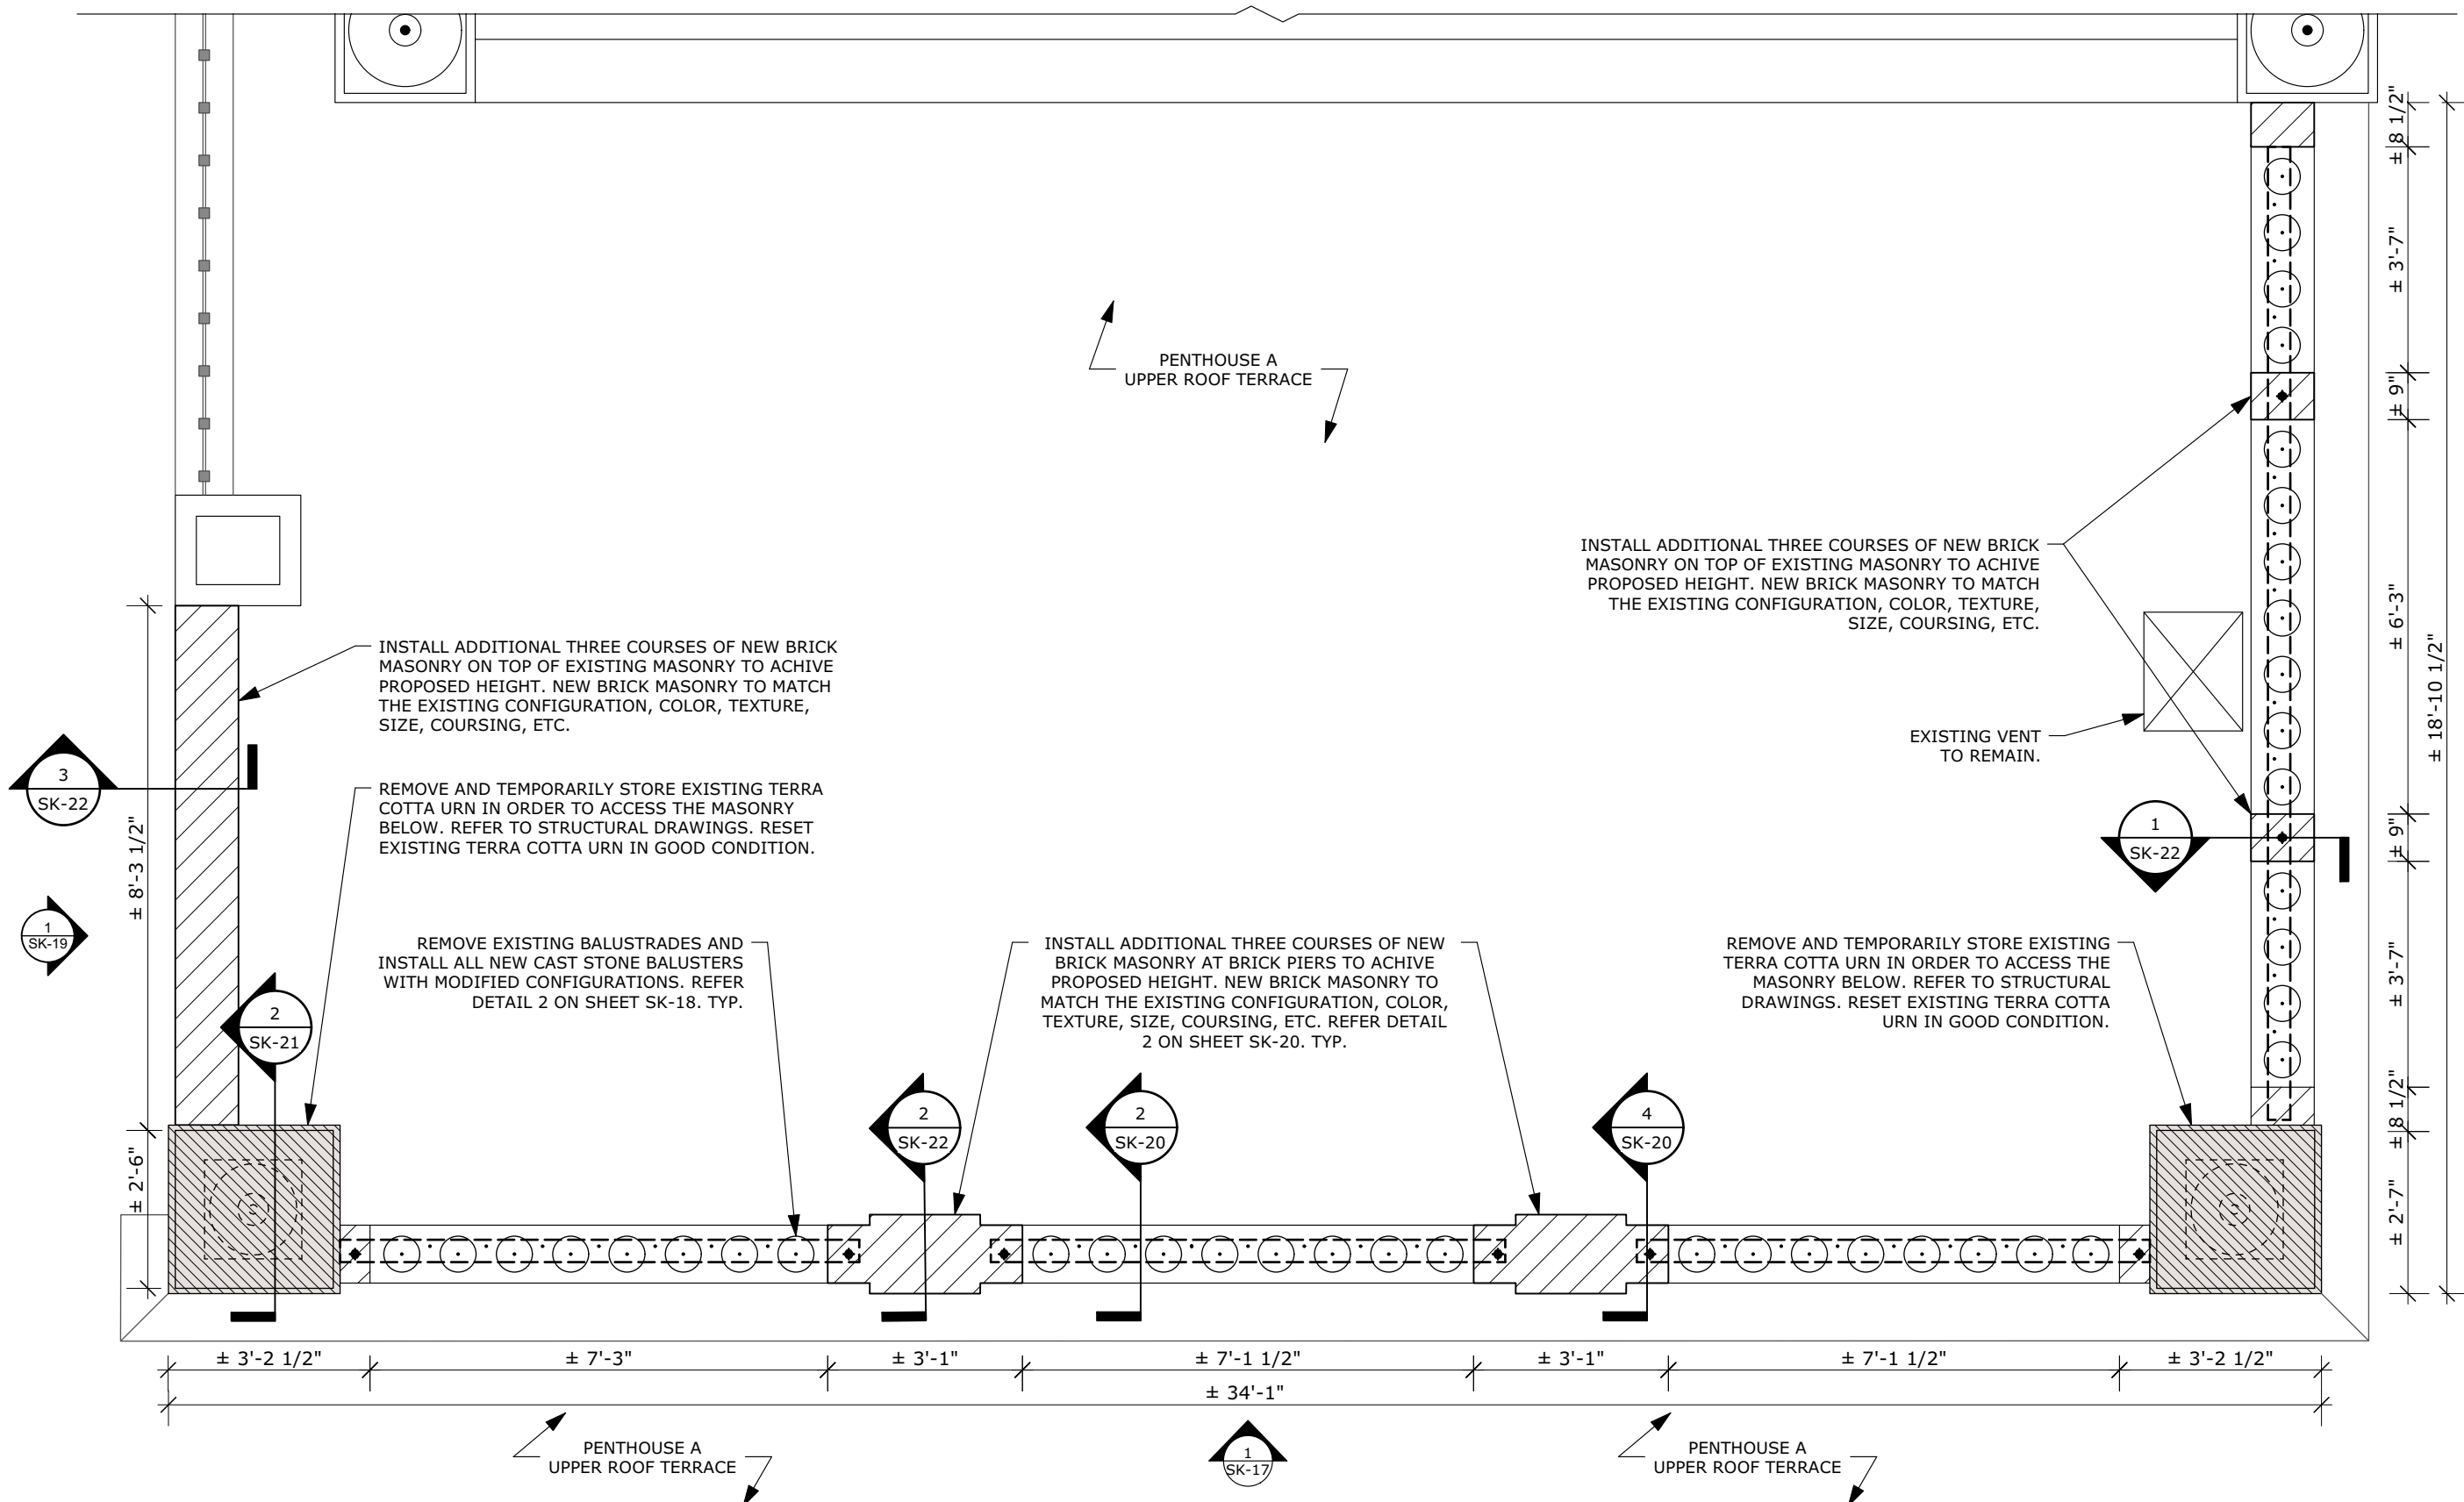 PENTHOUSE A
UPPER ROOF TERRACE
± 8 1/2"
± 3'-7"
± 9"
± 6'-3"
± 18'-10 1/2"
± 9"
± 3'-7"
± 8 1/2"
± 2'-7"
INSTALL ADDITIONAL THREE COURSES OF NEW BRICK
MASONRY ON TOP OF EXISTING MASONRY TO ACHIVE
PROPOSED HEIGHT. NEW BRICK MASONRY TO MATCH
THE EXISTING CONFIGURATION, COLOR, TEXTURE,
SIZE, COURSING, ETC.
INSTALL ADDITIONAL THREE COURSES OF NEW BRICK
MASONRY ON TOP OF EXISTING MASONRY TO ACHIVE
PROPOSED HEIGHT. NEW BRICK MASONRY TO MATCH
THE EXISTING CONFIGURATION, COLOR, TEXTURE,
SIZE, COURSING, ETC.
EXISTING VENT
TO REMAIN.
3
SK-22
REMOVE AND TEMPORARILY STORE EXISTING TERRA
COTTA URN IN ORDER TO ACCESS THE MASONRY
BELOW. REFER TO STRUCTURAL DRAWINGS. RESET
EXISTING TERRA COTTA URN IN GOOD CONDITION.
1
SK-22
± 8'-3 1/2"
1
SK-19
REMOVE EXISTING BALUSTRADES AND
INSTALL ALL NEW CAST STONE BALUSTERS
WITH MODIFIED CONFIGURATIONS. REFER
DETAIL 2 ON SHEET SK-18. TYP.
INSTALL ADDITIONAL THREE COURSES OF NEW
BRICK MASONRY AT BRICK PIERS TO ACHIVE
PROPOSED HEIGHT. NEW BRICK MASONRY TO
MATCH THE EXISTING CONFIGURATION, COLOR,
TEXTURE, SIZE, COURSING, ETC. REFER DETAIL
2 ON SHEET SK-20. TYP.
REMOVE AND TEMPORARILY STORE EXISTING
TERRA COTTA URN IN ORDER TO ACCESS THE
MASONRY BELOW. REFER TO STRUCTURAL
DRAWINGS. RESET EXISTING TERRA COTTA
URN IN GOOD CONDITION.
2
SK-21
2
SK-22
2
SK-20
4
SK-20
± 2'-6"
± 3'-2 1/2"
± 7'-3"
± 3'-1"
± 7'-1 1/2"
± 3'-1"
± 7'-1 1/2"
± 3'-2 1/2"
± 34'-1"
PENTHOUSE A
UPPER ROOF TERRACE
1
SK-17
PENTHOUSE A
UPPER ROOF TERRACE